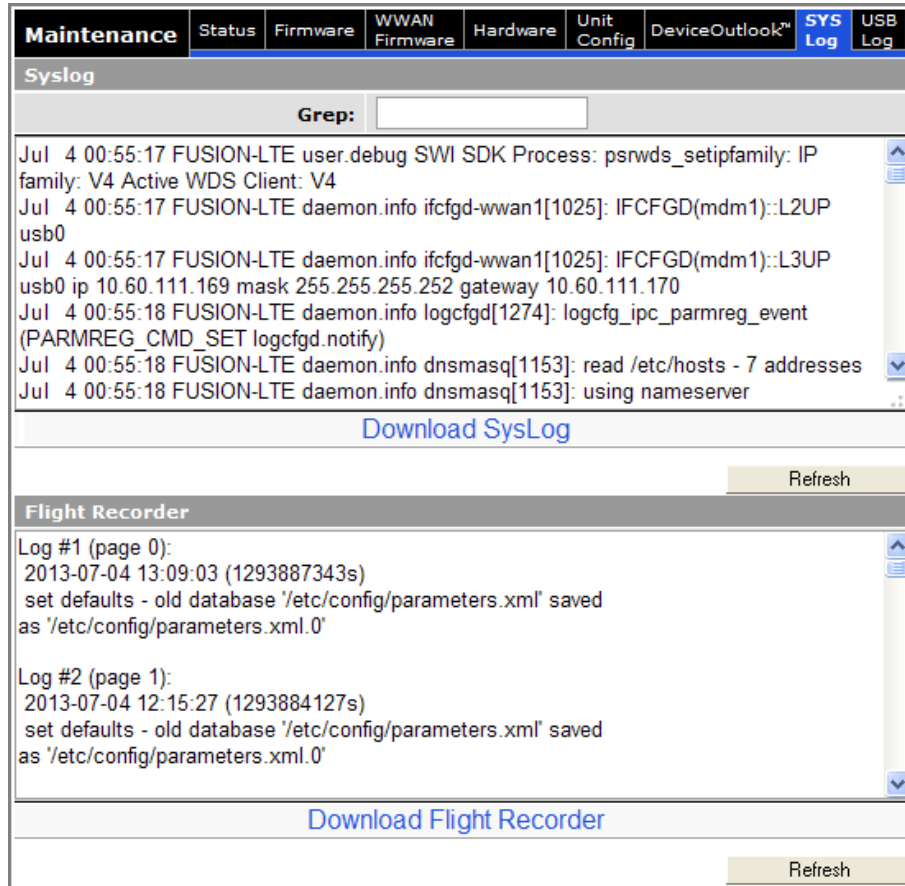 Maintenance Status Firmware WWAN Firmware Hardware Unit Config DeviceOutlook™ SYS Log USB Log
Syslog
Grep:
Jul 4 00:55:17 FUSION-LTE user.debug SWI SDK Process: psrwds_setipfamily: IP
family: V4 Active WDS Client: V4
Jul 4 00:55:17 FUSION-LTE daemon.info ifcfgd-wwan1[1025]: IFCFGD(mdm1)::L2UP
usb0
Jul 4 00:55:17 FUSION-LTE daemon.info ifcfgd-wwan1[1025]: IFCFGD(mdm1)::L3UP
usb0 ip 10.60.111.169 mask 255.255.255.252 gateway 10.60.111.170
Jul 4 00:55:18 FUSION-LTE daemon.info logcfgd[1274]: logcfg_ipc_parmreg_event
(PARMREG_CMD_SET logcfgd.notify)
Jul 4 00:55:18 FUSION-LTE daemon.info dnsmasq[1153]: read /etc/hosts - 7 addresses
Jul 4 00:55:18 FUSION-LTE daemon.info dnsmasq[1153]: using nameserver
Download SysLog
Refresh
Flight Recorder
Log #1 (page 0):
2013-07-04 13:09:03 (1293887343s)
set defaults - old database '/etc/config/parameters.xml' saved
as '/etc/config/parameters.xml.0'
Log #2 (page 1):
2013-07-04 12:15:27 (1293884127s)
set defaults - old database '/etc/config/parameters.xml' saved
as '/etc/config/parameters.xml.0'
Download Flight Recorder
Refresh